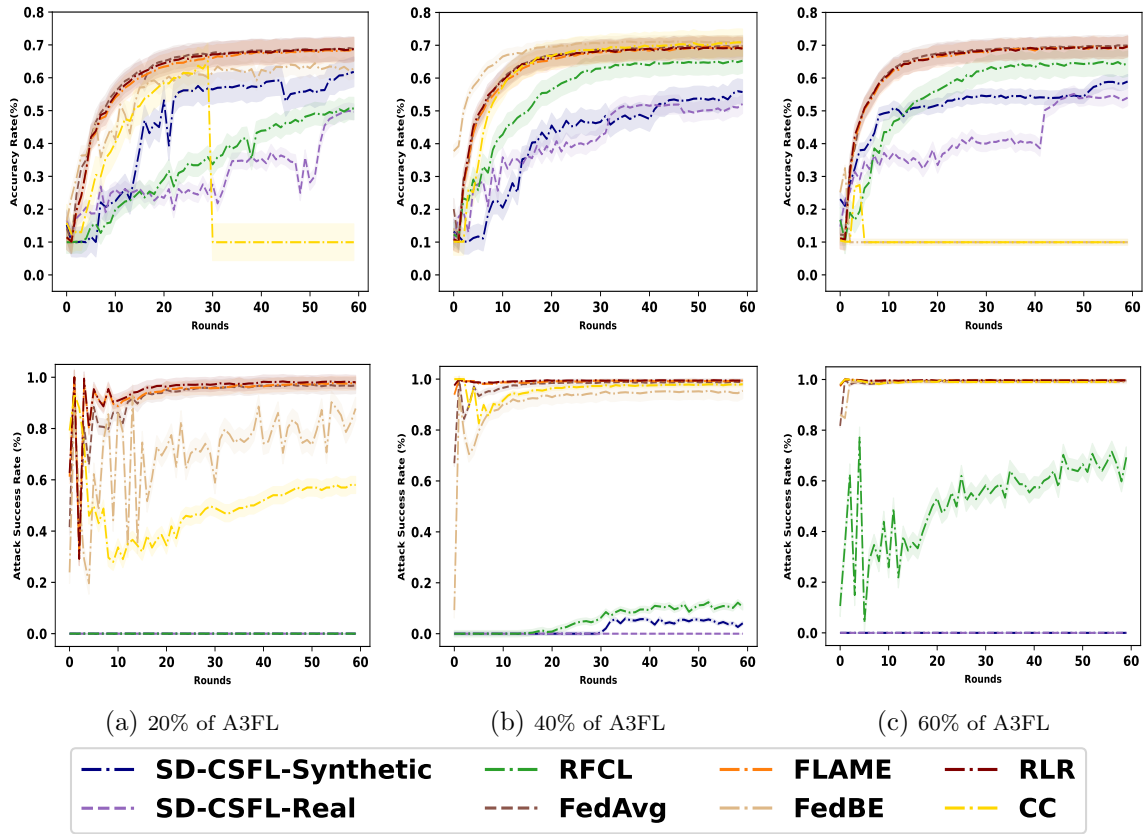 0.8
0.7
0.6
0.5
0.4
0.3
0.2
0.1
0.0
Accuracy Rate(%)
0 10 20 30 40 50 60
Rounds
0.8
0.7
0.6
0.5
0.4
0.3
0.2
0.1
0.0
Accuracy Rate(%)
0 10 20 30 40 50 60
Rounds
0.8
0.7
0.6
0.5
0.4
0.3
0.2
0.1
0.0
Accuracy Rate(%)
0 10 20 30 40 50 60
Rounds
1.0
0.8
0.6
0.4
0.2
0.0
Attack Success Rate (%)
0 10 20 30 40 50 60
Rounds
1.0
0.8
0.6
0.4
0.2
0.0
Attack Success Rate (%)
0 10 20 30 40 50 60
Rounds
1.0
0.8
0.6
0.4
0.2
0.0
Attack Success Rate (%)
0 10 20 30 40 50 60
Rounds
(a) 20% of A3FL
(b) 40% of A3FL
(c) 60% of A3FL
SD-CSFL-Synthetic RFCL FLAME RLR
SD-CSFL-Real FedAvg FedBE CC